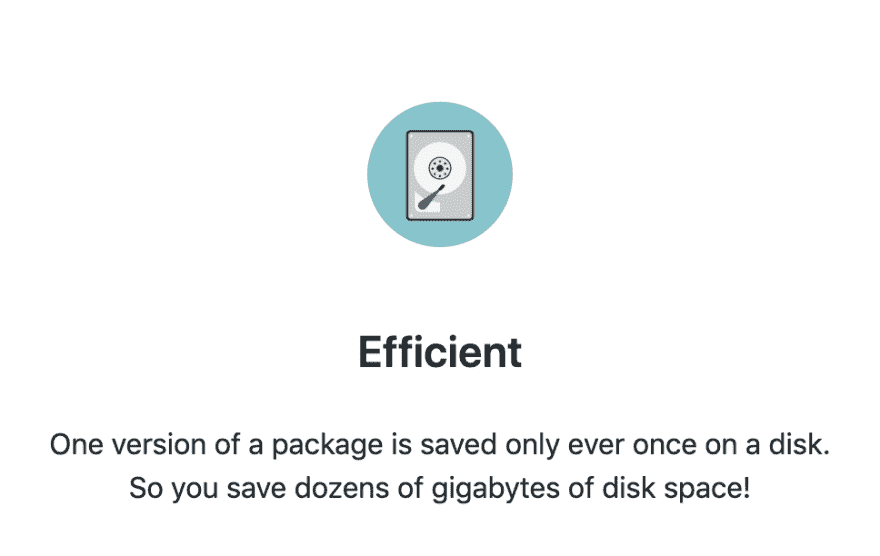 Efficient
One version of a package is saved only ever once on a disk.
So you save dozens of gigabytes of disk space!